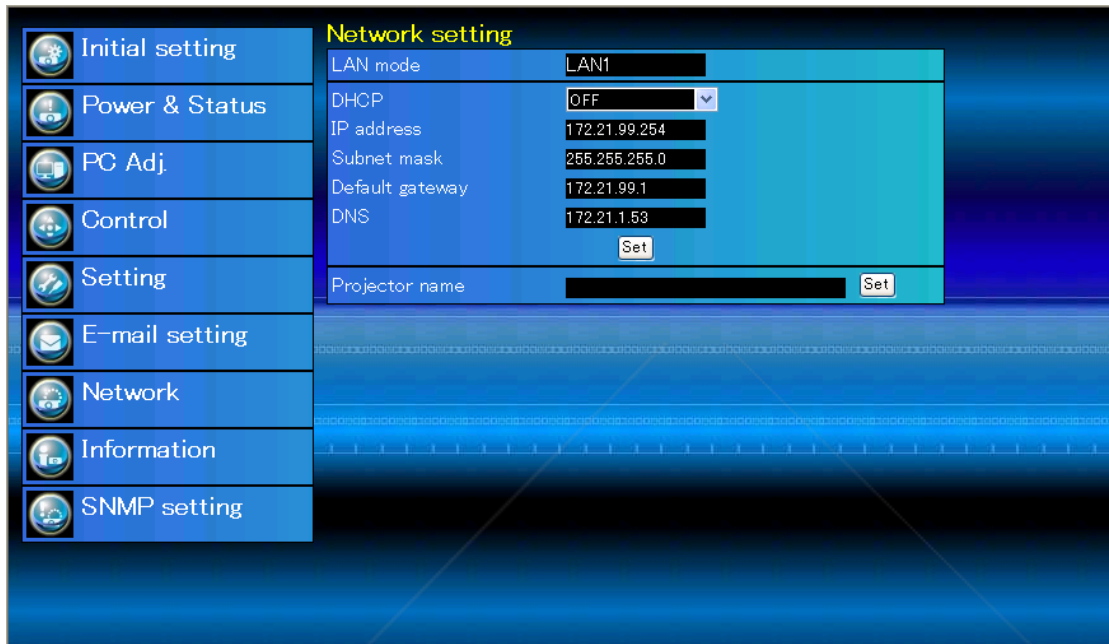 Initial setting
Power & Status
PC Adj.
Control
Setting
E-mail setting
Network
Information
SNMP setting
Network setting
LAN mode LAN1
DHCP OFF
IP address 172.21.99.254
Subnet mask 255.255.255.0
Default gateway 172.21.99.1
DNS 172.21.1.53
Set
Projector name Set